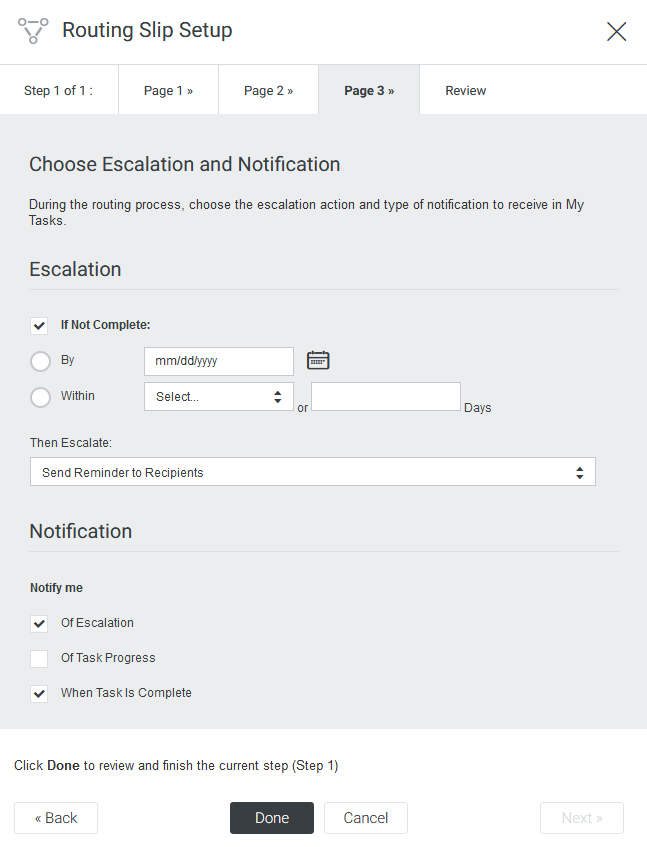 Routing Slip Setup
Step 1 of 1 :
Page 1 »
Page 2 »
Page 3 »
Review
Choose Escalation and Notification
During the routing process, choose the escalation action and type of notification to receive in My
Tasks.
Escalation
If Not Complete:
By
mm/dd/yyyy
Within
Select...
or
Days
Then Escalate:
Send Reminder to Recipients
Notification
Notify me
Of Escalation
Of Task Progress
When Task Is Complete
Click Done to review and finish the current step (Step 1)
« Back
Done
Cancel
Next »